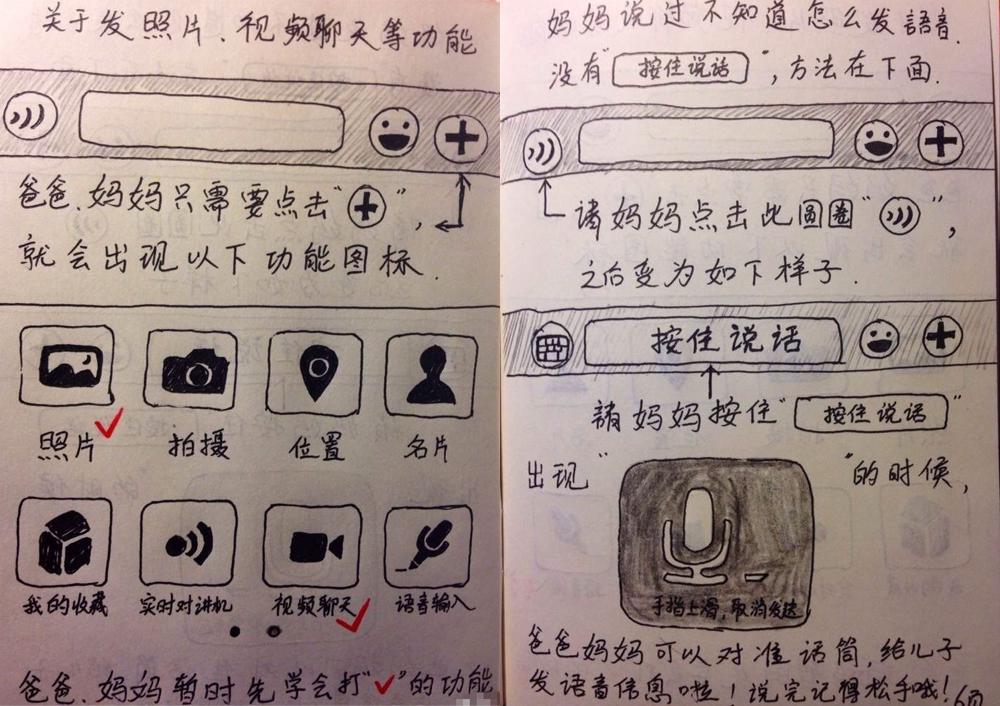 关于发照片、视频聊天等功能
爸爸、妈妈只需要点击“+”,
就会出现以下功能图标.
照片 拍摄 位置 名片
我的收藏 实时对讲机 视频聊天 语音输入
爸爸、妈妈暂时先学会打“✓”的功能
妈妈说过不知道怎么发語音.
没有“按住说话”,方法在下面.
请妈妈点击此圆圈“ ”,
之后变为如下样子.
按住说话
請妈妈按住“按住说话”
出现“ ”的时候,
手指上滑,取消发送
爸爸妈妈可以对准话筒,给儿子
发语音信息啦!说完记得松手哦!6页